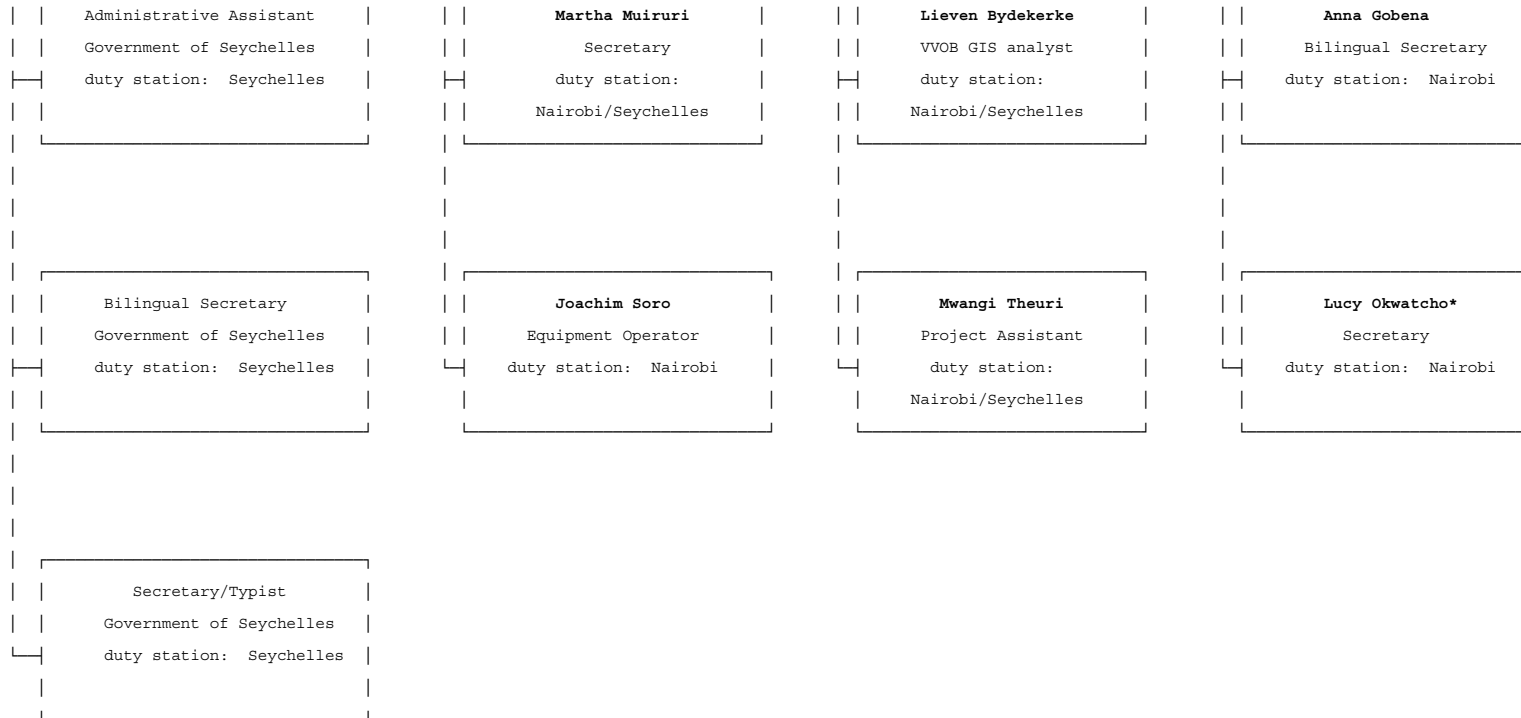 Administrative Assistant
Government of Seychelles
duty station: Seychelles
Martha Muiruri
Secretary
duty station:
Nairobi/Seychelles
Lieven Bydekerke
VVOB GIS analyst
duty station:
Nairobi/Seychelles
Anna Gobena
Bilingual Secretary
duty station: Nairobi
Bilingual Secretary
Government of Seychelles
duty station: Seychelles
Joachim Soro
Equipment Operator
duty station: Nairobi
Mwangi Theuri
Project Assistant
duty station:
Nairobi/Seychelles
Lucy Okwatcho*
Secretary
duty station: Nairobi
Secretary/Typist
Government of Seychelles
duty station: Seychelles